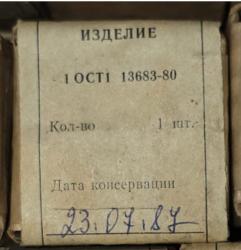 ИЗДЕЛИЕ
1 ОСТ1 13683-80
Кол-во 1 шт.
Дата консервации
23.07.87